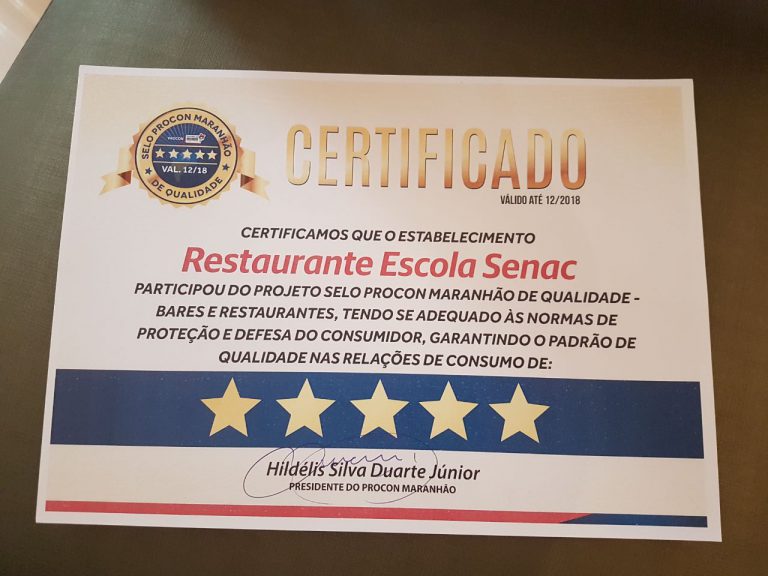 SELO PROCON MARANHÃO
PROCON
VAL. 12/18
DE QUALIDADE
CERTIFICADO
VÁLIDO ATÉ 12/2018
CERTIFICAMOS QUE O ESTABELECIMENTO
Restaurante Escola Senac
PARTICIPOU DO PROJETO SELO PROCON MARANHÃO DE QUALIDADE -
BARES E RESTAURANTES, TENDO SE ADEQUADO ÀS NORMAS DE
PROTEÇÃO E DEFESA DO CONSUMIDOR, GARANTINDO O PADRÃO DE
QUALIDADE NAS RELAÇÕES DE CONSUMO DE:
Hildélis Silva Duarte Júnior
PRESIDENTE DO PROCON MARANHÃO